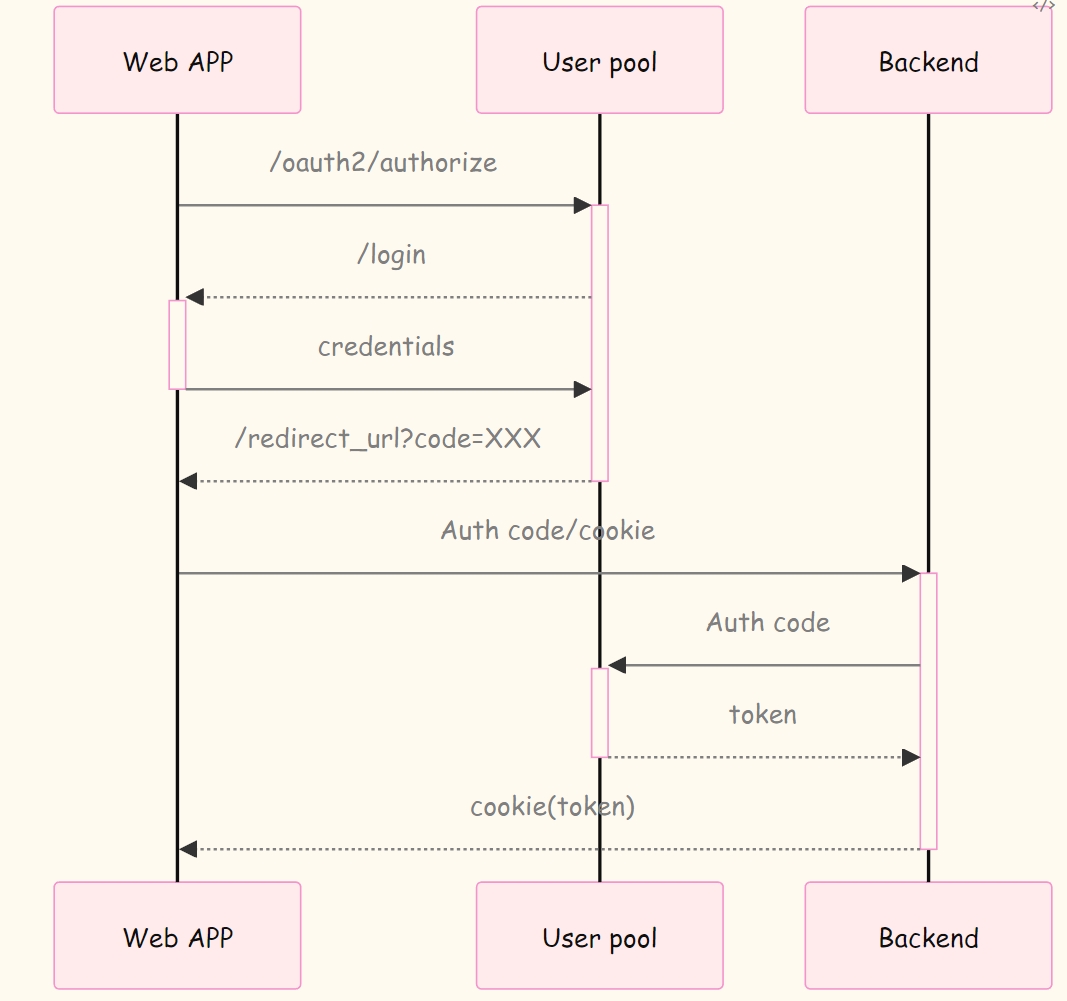 </>
Web APP
User pool
Backend
/oauth2/authorize
/login
credentials
/redirect_url?code=XXX
Auth code/cookie
Auth code
token
cookie(token)
Web APP
User pool
Backend